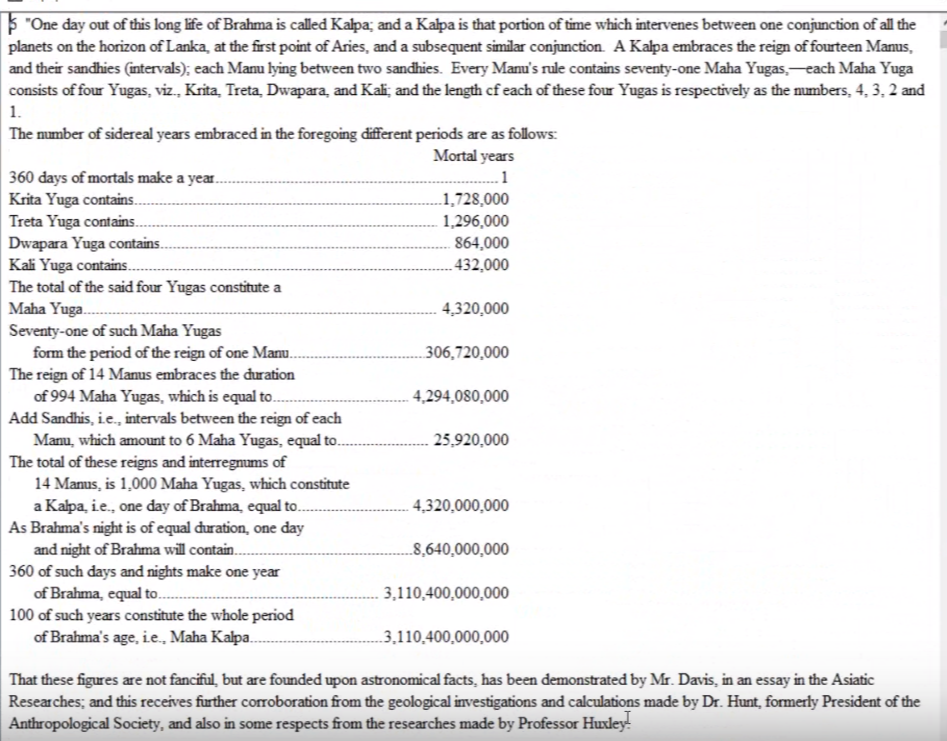 5 "One day out of this long life of Brahma is called Kalpa; and a Kalpa is that portion of time which intervenes between one conjunction of all the
planets on the horizon of Lanka, at the first point of Aries, and a subsequent similar conjunction. A Kalpa embraces the reign of fourteen Manus,
and their sandhies (intervals); each Manu lying between two sandhies. Every Manu's rule contains seventy-one Maha Yugas,—each Maha Yuga
consists of four Yugas, viz., Krita, Treta, Dwapara, and Kali; and the length cf each of these four Yugas is respectively as the numbers, 4, 3, 2 and
1.
The number of sidereal years embraced in the foregoing different periods are as follows:
Mortal years
360 days of mortals make a year..........1
Krita Yuga contains..........1,728,000
Treta Yuga contains.......... 1,296,000
Dwapara Yuga contains.......... 864,000
Kali Yuga contains..........432,000
The total of the said four Yugas constitute a
Maha Yuga.......... 4,320,000
Seventy-one of such Maha Yugas
form the period of the reign of one Manu..........306,720,000
The reign of 14 Manus embraces the duration
of 994 Maha Yugas, which is equal to.......... 4,294,080,000
Add Sandhis, i.e., intervals between the reign of each
Manu, which amount to 6 Maha Yugas, equal to.......... 25,920,000
The total of these reigns and interregnums of
14 Manus, is 1,000 Maha Yugas, which constitute
a Kalpa, i.e., one day of Brahma, equal to.......... 4,320,000,000
As Brahma's night is of equal duration, one day
and night of Brahma will contain..........8,640,000,000
360 of such days and nights make one year
of Brahma, equal to.......... 3,110,400,000,000
100 of such years constitute the whole period
of Brahma's age, i.e., Maha Kalpa..........3,110,400,000,000
That these figures are not fanciful, but are founded upon astronomical facts, has been demonstrated by Mr. Davis, in an essay in the Asiatic
Researches; and this receives further corroboration from the geological investigations and calculations made by Dr. Hunt, formerly President of the
Anthropological Society, and also in some respects from the researches made by Professor Huxley.